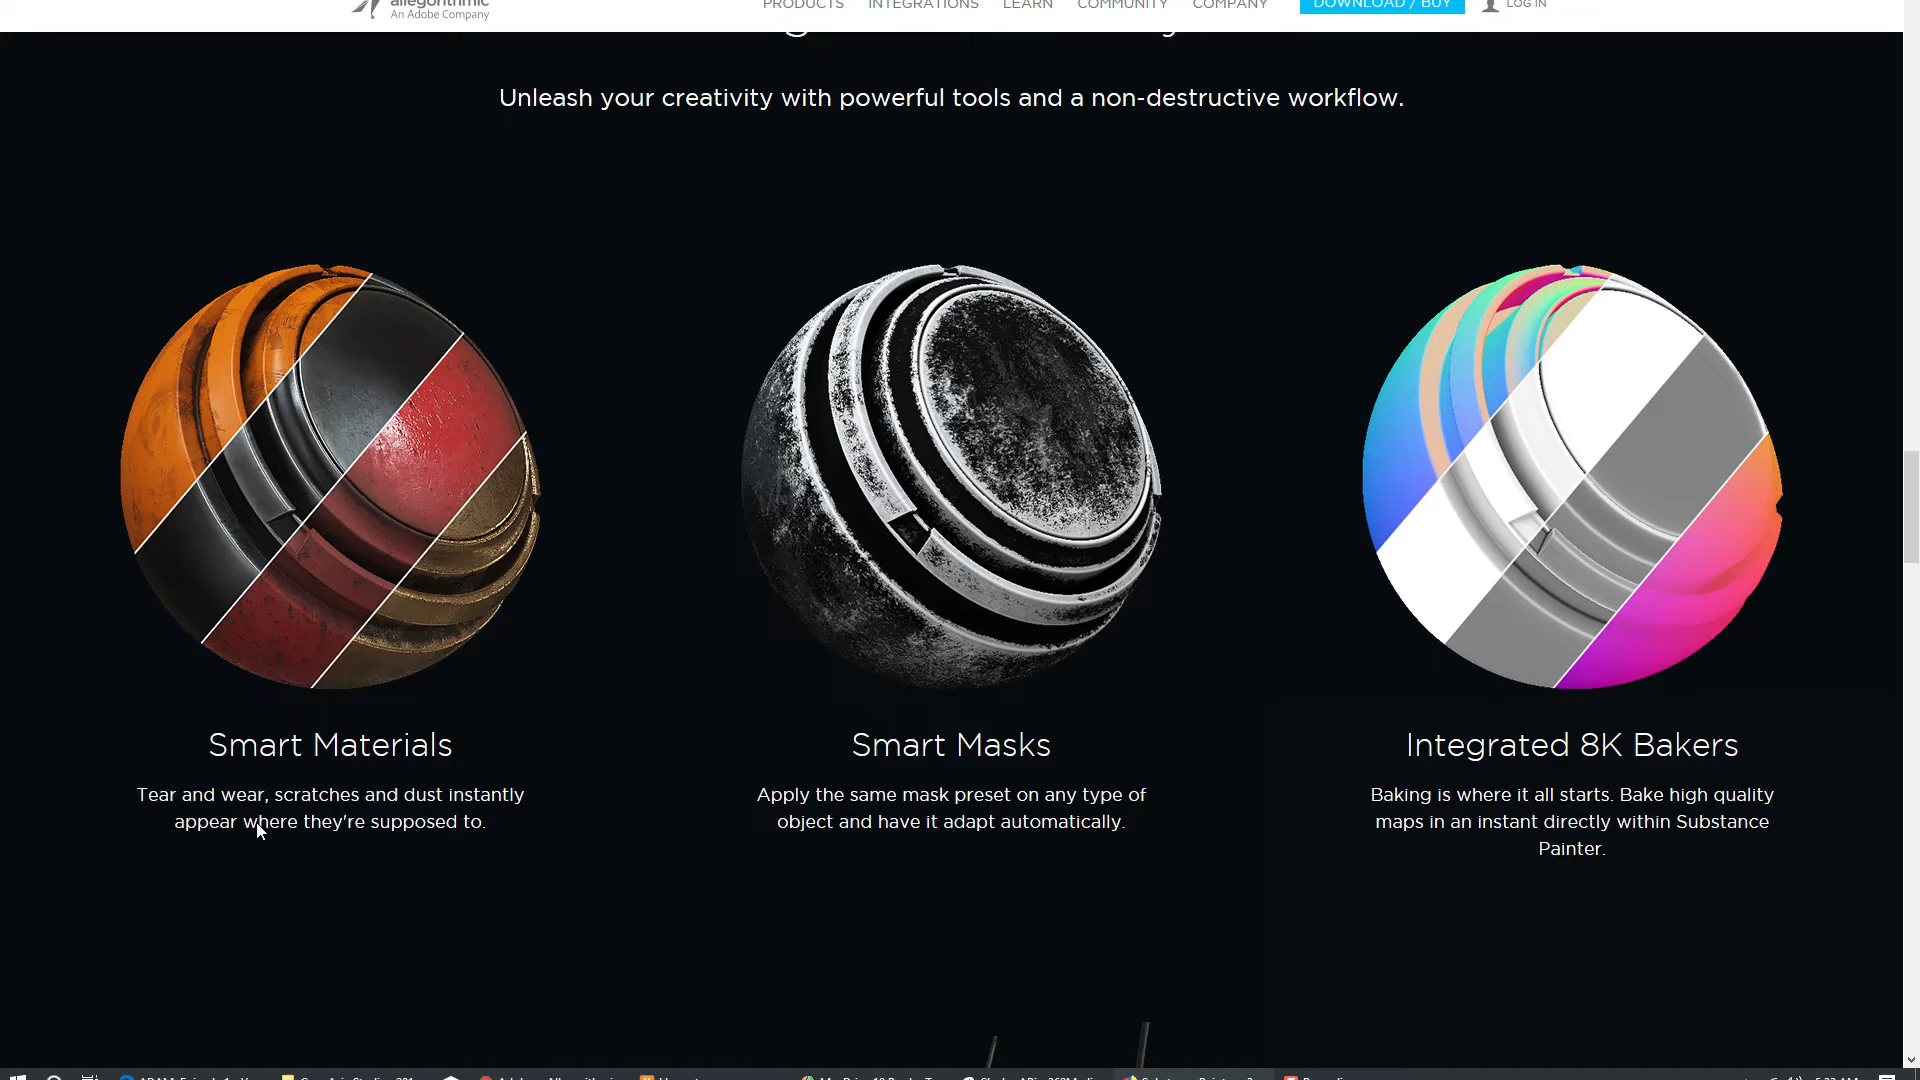 allegorithmic
An Adobe Company
PRODUCTS INTEGRATIONS LEARN COMMUNITY COMPANY DOWNLOAD / BUY LOG IN
Unleash your creativity with powerful tools and a non-destructive workflow.
Smart Materials
Tear and wear, scratches and dust instantly
appear where they're supposed to.
Smart Masks
Apply the same mask preset on any type of
object and have it adapt automatically.
Integrated 8K Bakers
Baking is where it all starts. Bake high quality
maps in an instant directly within Substance
Painter.